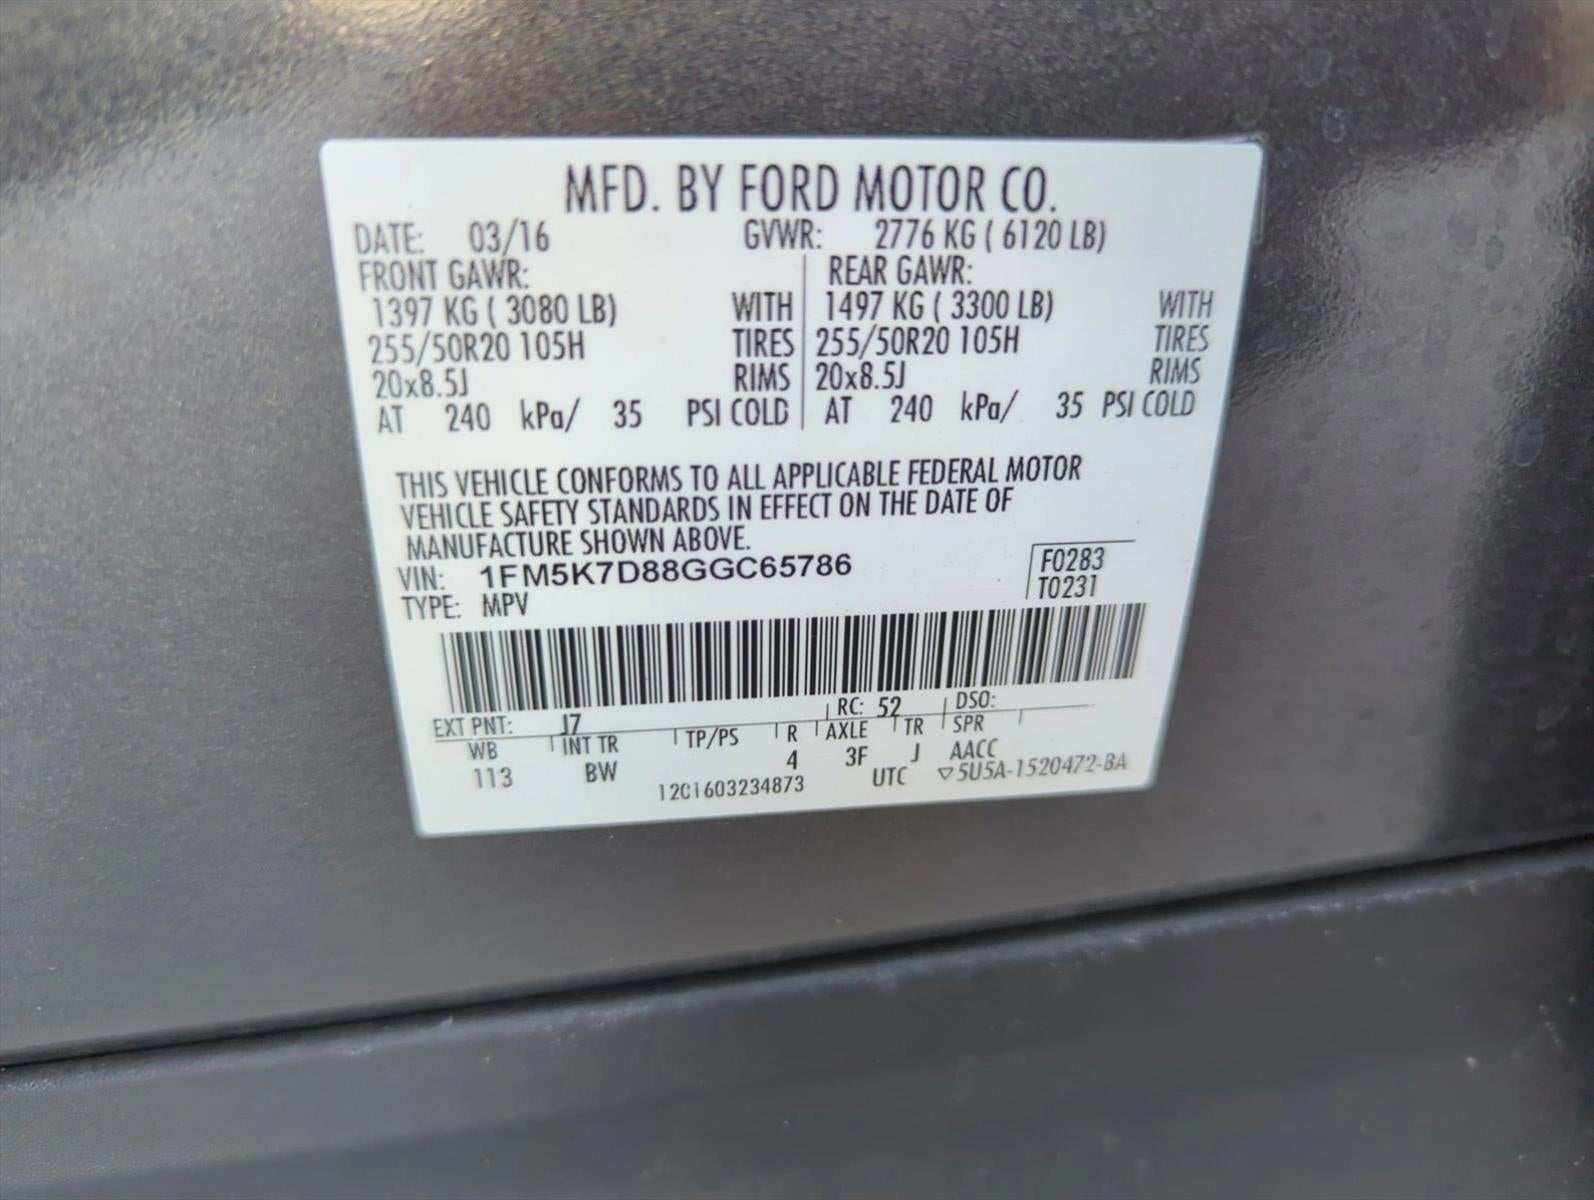 MFD. BY FORD MOTOR CO.
DATE: 03/16 GVWR: 2776 KG ( 6120 LB)
FRONT GAWR: REAR GAWR:
1397 KG ( 3080 LB) WITH 1497 KG ( 3300 LB) WITH
255/50R20 105H TIRES 255/50R20 105H TIRES
20x8.5J RIMS 20x8.5J RIMS
AT 240 kPa/ 35 PSI COLD AT 240 kPa/ 35 PSI COLD
THIS VEHICLE CONFORMS TO ALL APPLICABLE FEDERAL MOTOR
VEHICLE SAFETY STANDARDS IN EFFECT ON THE DATE OF
MANUFACTURE SHOWN ABOVE.
VIN: 1FM5K7D88GGC65786 F0283
TYPE: MPV T0231
EXT PNT: J7 RC: 52 DSO:
WB INT TR TP/PS R AXLE TR SPR
113 BW 4 3F J AACC
12C1603234873 UTC ▽5U5A-1520472-BA